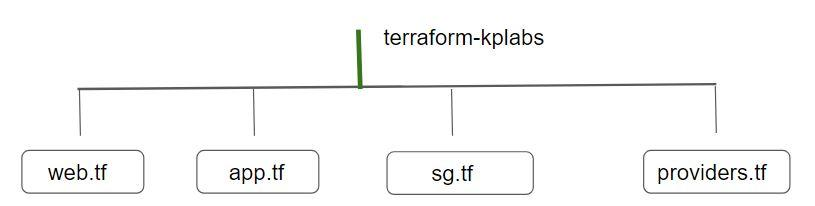 terraform-kplabs
web.tf
app.tf
sg.tf
providers.tf